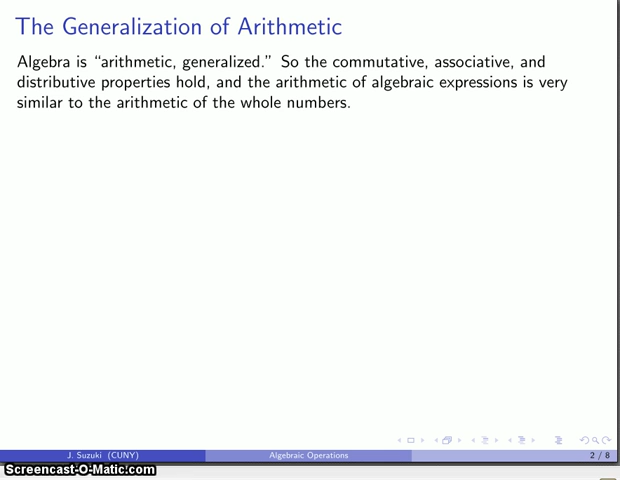 The Generalization of Arithmetic
Algebra is “arithmetic, generalized.” So the commutative, associative, and
distributive properties hold, and the arithmetic of algebraic expressions is very
similar to the arithmetic of the whole numbers.
J. Suzuki (CUNY) Algebraic Operations 2 / 8
Screencast-O-Matic.com